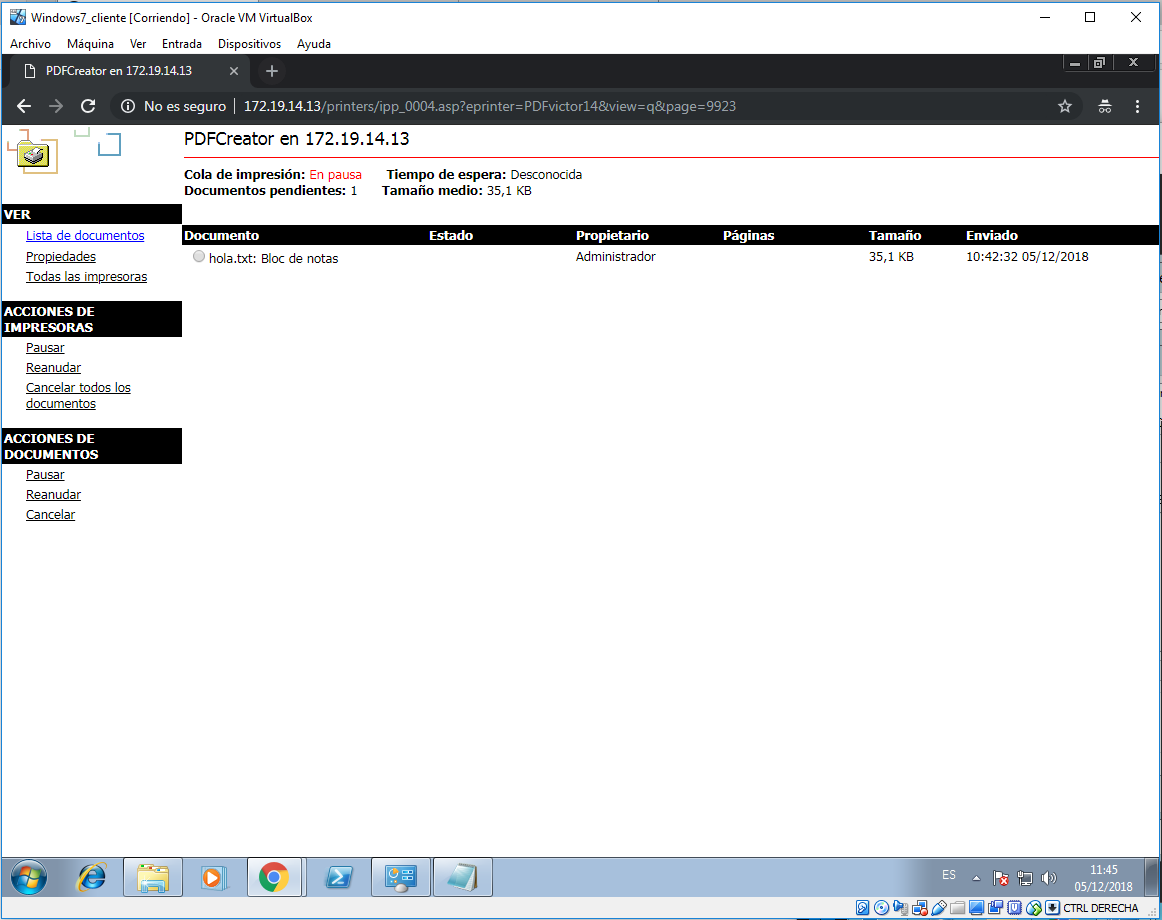 Windows7_cliente [Corriendo] - Oracle VM VirtualBox
Archivo Máquina Ver Entrada Dispositivos Ayuda
PDFCreator en 172.19.14.13
No es seguro 172.19.14.13/printers/ipp_0004.asp?eprinter=PDFvictor14&view=q&page=9923
PDFCreator en 172.19.14.13
Cola de impresión: En pausa Tiempo de espera: Desconocida
Documentos pendientes: 1 Tamaño medio: 35,1 KB
VER
Lista de documentos
Propiedades
Todas las impresoras
ACCIONES DE
IMPRESORAS
Pausar
Reanudar
Cancelar todos los
documentos
ACCIONES DE
DOCUMENTOS
Pausar
Reanudar
Cancelar
Documento Estado Propietario Páginas Tamaño Enviado
hola.txt: Bloc de notas Administrador 35,1 KB 10:42:32 05/12/2018
ES
11:45
05/12/2018
CTRL DERECHA